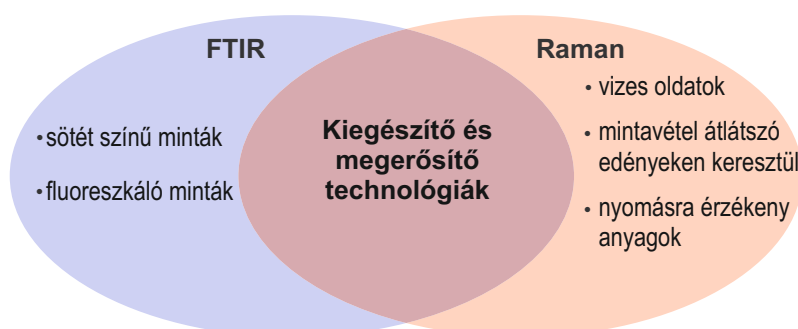 FTIR
•sötét színű minták
•fluoreszkáló minták
Kiegészítő és
megerősítő
technológiák
Raman
• vizes oldatok
• mintavétel átlátszó
edényeken keresztül
• nyomásra érzékeny
anyagok